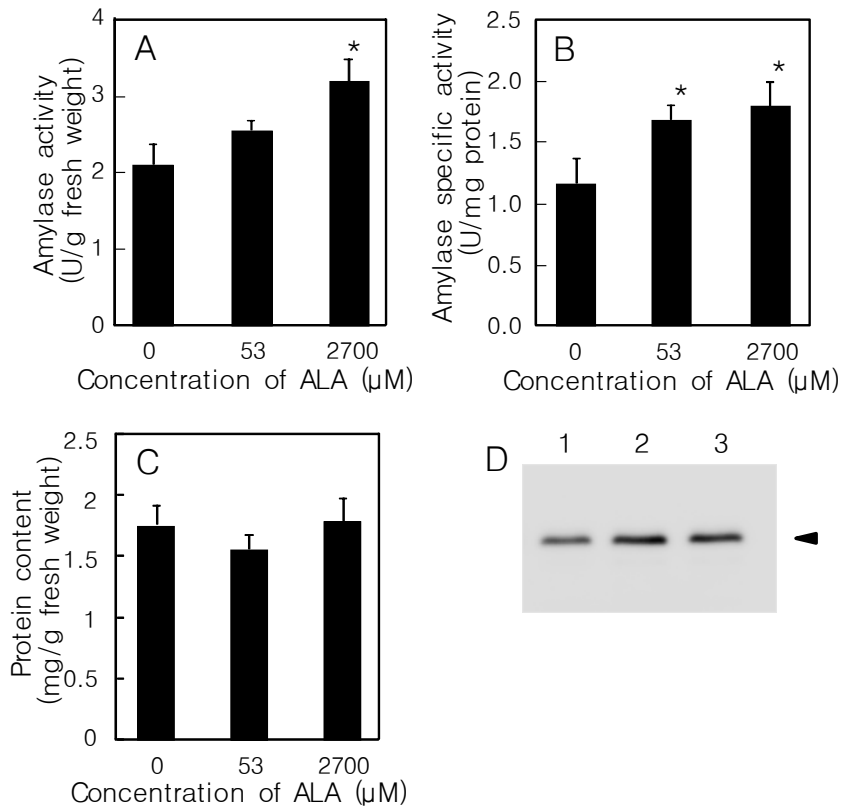 A
Amylase activity
(U/g fresh weight)
4
3
2
1
0
*
0 53 2700
Concentration of ALA (μM)
B
Amylase specific activity
(U/mg protein)
2.5
2.0
1.5
1.0
0.5
0.0
* *
0 53 2700
Concentration of ALA (μM)
C
Protein content
(mg/g fresh weight)
2.5
2
1.5
1
0.5
0
0 53 2700
Concentration of ALA (μM)
D
1 2 3